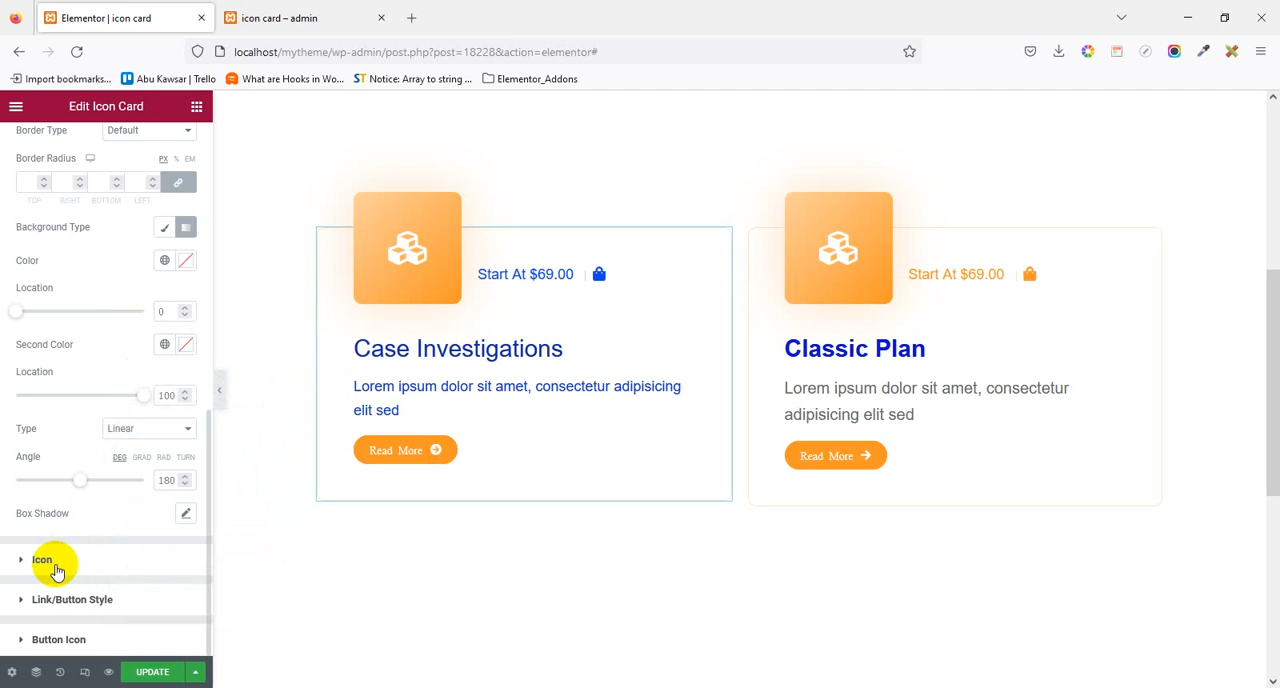 Elementor | icon card
icon card – admin
localhost/mytheme/wp-admin/post.php?post=18228&action=elementor#
Import bookmarks...
Abu Kawsar | Trello
What are Hooks in Wo...
ST Notice: Array to string ...
Elementor_Addons
Edit Icon Card
Border Type
Default
Border Radius
PX % EM
TOP RIGHT BOTTOM LEFT
Background Type
Color
Location
0
Second Color
Location
100
Type
Linear
Angle
DEG GRAD RAD TURN
180
Box Shadow
Icon
Link/Button Style
Button Icon
UPDATE
Start At $69.00
Case Investigations
Lorem ipsum dolor sit amet, consectetur adipisicing
elit sed
Read More
Start At $69.00
Classic Plan
Lorem ipsum dolor sit amet, consectetur
adipisicing elit sed
Read More